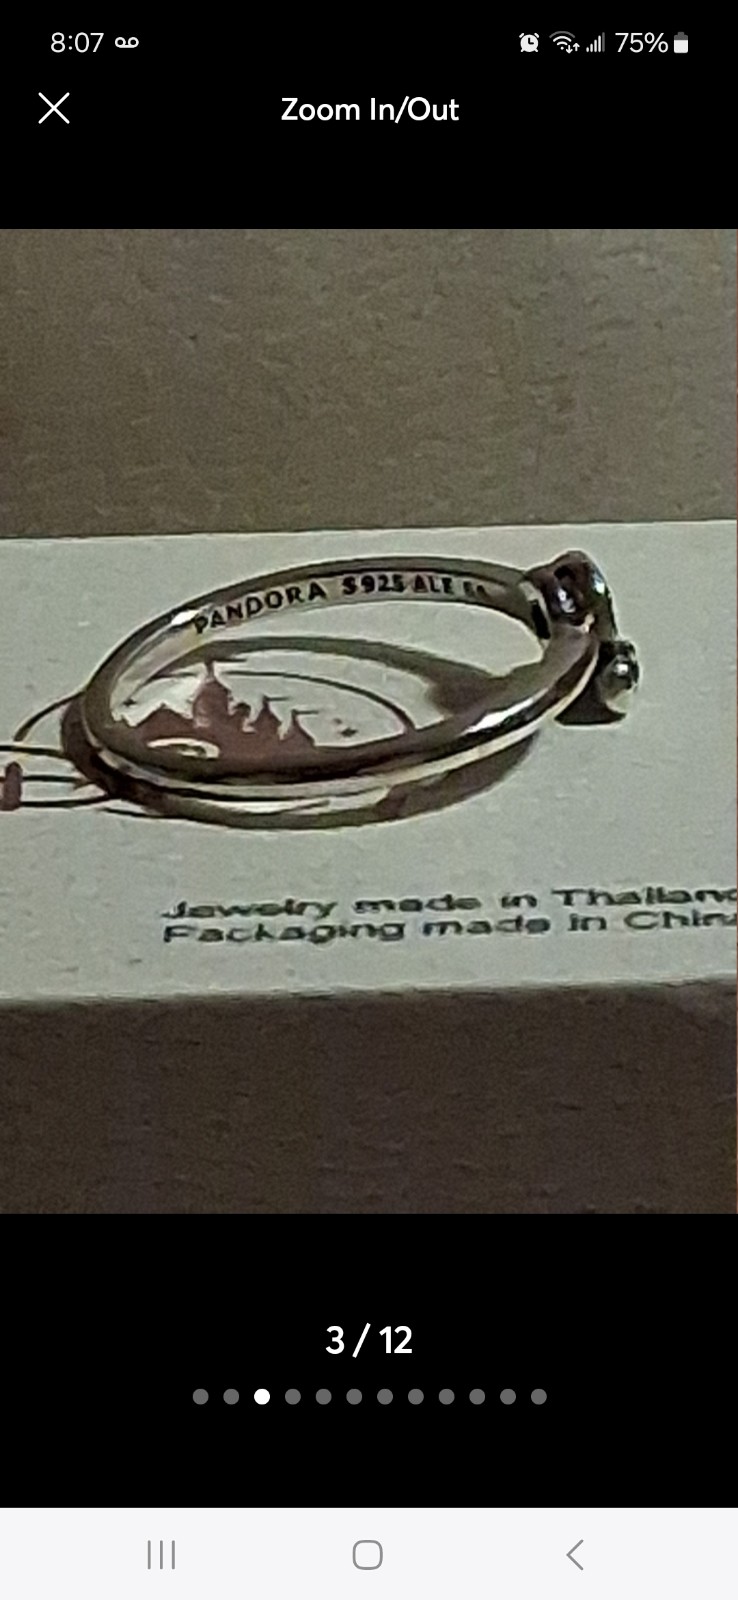 8:07
75%
Zoom In/Out
PANDORA S925 ALE
Jewelry made in Thailand
Packaging made in China
3 / 12